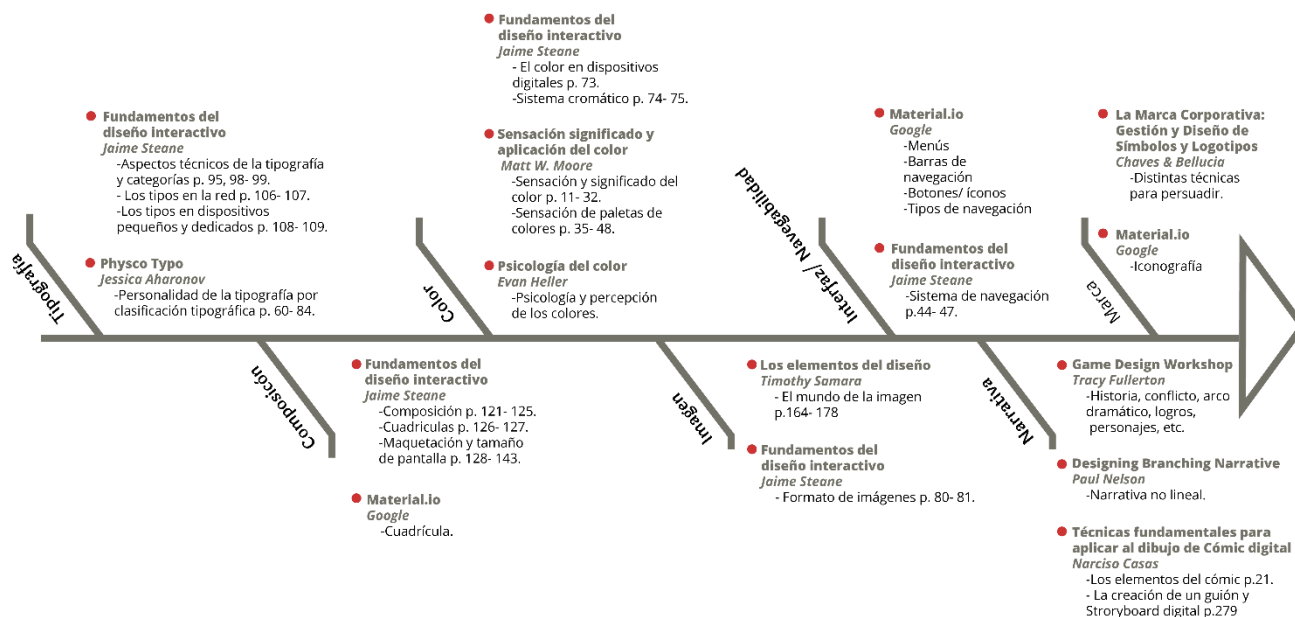 Tipografía
Fundamentos del
diseño interactivo
Jaime Steane
-Aspectos técnicos de la tipografía
y categorías p. 95, 98- 99.
- Los tipos en la red p. 106- 107.
-Los tipos en dispositivos
pequeños y dedicados p. 108- 109.
Physco Typo
Jessica Aharonov
-Personalidad de la tipografía por
clasificación tipográfica p. 60- 84.
Composicón
Fundamentos del
diseño interactivo
Jaime Steane
-Composición p. 121- 125.
-Cuadriculas p. 126- 127.
-Maquetación y tamaño
de pantalla p. 128- 143.
Material.io
Google
-Cuadrícula.
Color
Fundamentos del
diseño interactivo
Jaime Steane
- El color en dispositivos
digitales p. 73.
-Sistema cromático p. 74- 75.
Sensación significado y
aplicación del color
Matt W. Moore
-Sensación y significado del
color p. 11- 32.
-Sensación de paletas de
colores p. 35- 48.
Psicología del color
Evan Heller
-Psicología y percepción
de los colores.
Imagen
Los elementos del diseño
Timothy Samara
- El mundo de la imagen
p.164- 178
Fundamentos del
diseño interactivo
Jaime Steane
- Formato de imágenes p. 80- 81.
Interfaz/ Navegabilidad
Material.io
Google
-Menús
-Barras de
navegación
-Botones/ íconos
-Tipos de navegación
Fundamentos del
diseño interactivo
Jaime Steane
-Sistema de navegación
p.44- 47.
Narrativa
Game Design Workshop
Tracy Fullerton
-Historia, conflicto, arco
dramático, logros,
personajes, etc.
Designing Branching Narrative
Paul Nelson
-Narrativa no lineal.
Técnicas fundamentales para
aplicar al dibujo de Cómic digital
Narciso Casas
-Los elementos del cómic p.21.
- La creación de un guión y
Stroryboard digital p.279
Marca
La Marca Corporativa:
Gestión y Diseño de
Símbolos y Logotipos
Chaves & Bellucia
-Distintas técnicas
para persuadir.
Material.io
Google
-Iconografía